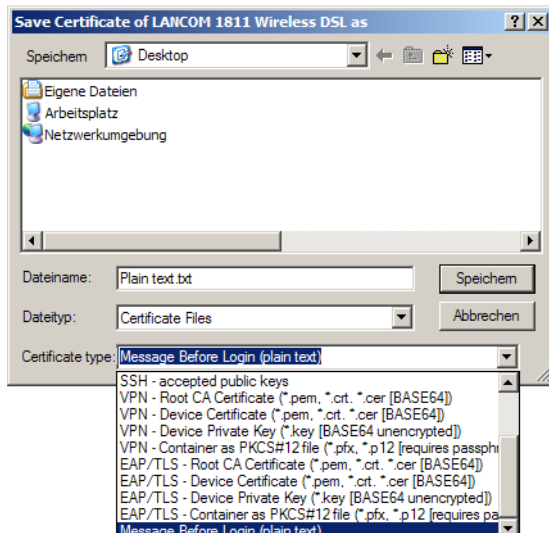 Save Certificate of LANCOM 1811 Wireless DSL as
Speichern Desktop
Eigene Dateien
Arbeitsplatz
Netzwerkumgebung
Dateiname: Plain text.txt Speichern
Dateityp: Certificate Files Abbrechen
Certificate type: Message Before Login (plain text)
SSH - accepted public keys
VPN - Root CA Certificate (*.pem, *.crt. *.cer [BASE64])
VPN - Device Certificate (*.pem, *.crt. *.cer [BASE64])
VPN - Device Private Key (*.key [BASE64 unencrypted])
VPN - Container as PKCS#12 file (*.pfx, *.p12 [requires passphr
EAP/TLS - Root CA Certificate (*.pem, *.crt. *.cer [BASE64])
EAP/TLS - Device Certificate (*.pem, *.crt. *.cer [BASE64])
EAP/TLS - Device Private Key (*.key [BASE64 unencrypted])
EAP/TLS - Container as PKCS#12 file (*.pfx, *.p12 [requires pa
Message Before Login (plain text)